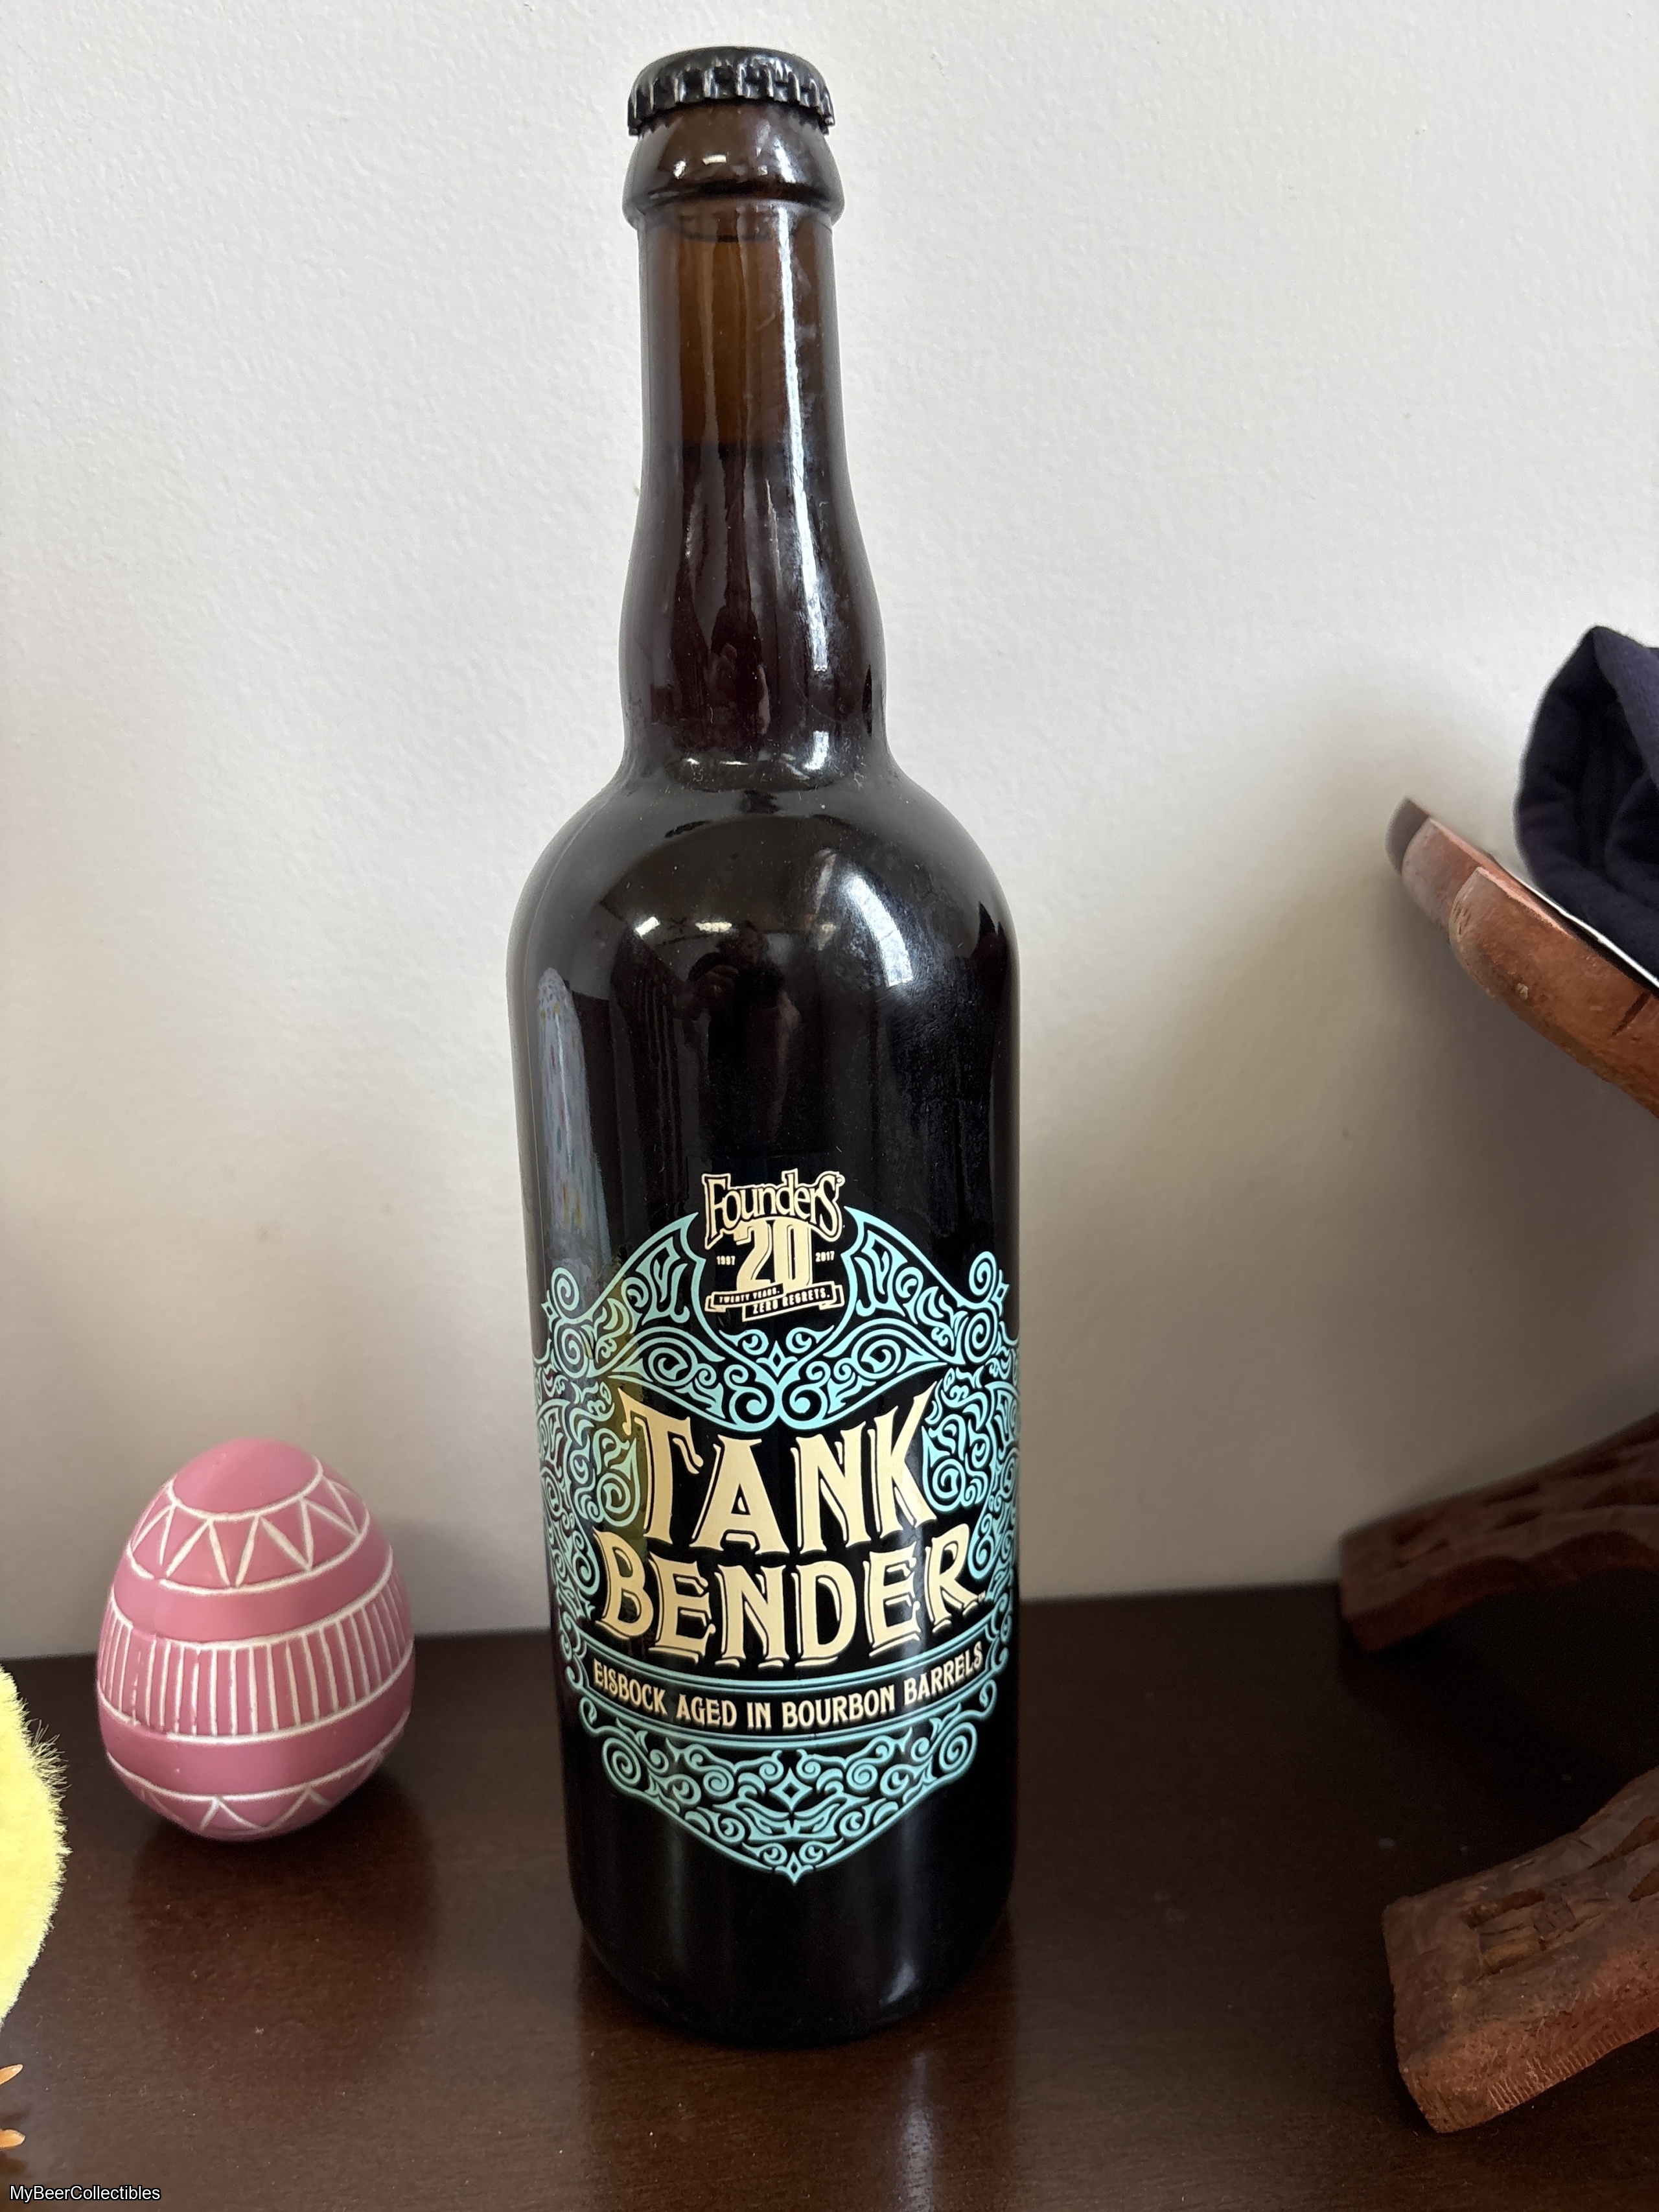 Founders
20
1997 2017
TWENTY YEARS.
ZERO REGRETS.
TANK
BENDER
EISBOCK AGED IN BOURBON BARRELS
MyBeerCollectibles